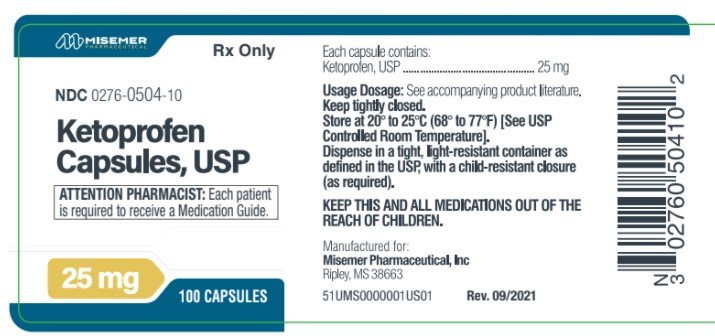 MISEMER
PHARMACEUTICAL
Rx Only
NDC 0276-0504-10
Ketoprofen
Capsules, USP
ATTENTION PHARMACIST: Each patient
is required to receive a Medication Guide.
25 mg
100 CAPSULES
Each capsule contains:
Ketoprofen, USP ................................................ 25 mg
Usage Dosage: See accompanying product literature.
Keep tightly closed.
Store at 20° to 25°C (68° to 77°F) [See USP
Controlled Room Temperature].
Dispense in a tight, light-resistant container as
defined in the USP, with a child-resistant closure
(as required).
KEEP THIS AND ALL MEDICATIONS OUT OF THE
REACH OF CHILDREN.
Manufactured for:
Misemer Pharmaceutical, Inc
Ripley, MS 38663
51UMS0000001US01 Rev. 09/2021
N
3 02760 50410 2